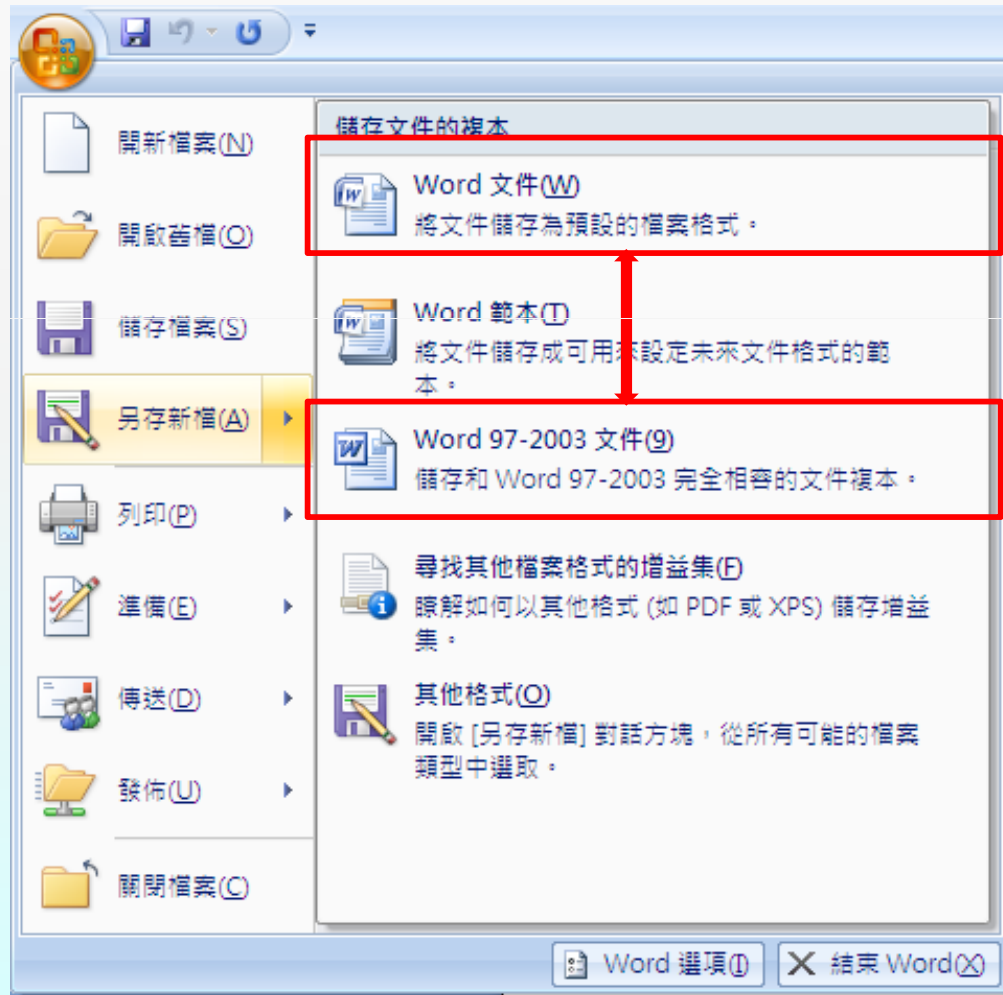 開新檔案(N)
開啟舊檔(O)
儲存檔案(S)
另存新檔(A)
列印(P)
準備(E)
傳送(D)
發佈(U)
關閉檔案(C)
儲存文件的複本
Word 文件(W)
將文件儲存為預設的檔案格式。
Word 範本(T)
將文件儲存成可用來設定未來文件格式的範
本。
Word 97-2003 文件(9)
儲存和 Word 97-2003 完全相容的文件複本。
尋找其他檔案格式的增益集(F)
瞭解如何以其他格式 (如 PDF 或 XPS) 儲存增益
集。
其他格式(O)
開啟 [另存新檔] 對話方塊，從所有可能的檔案
類型中選取。
Word 選項(I)
結束 Word(X)